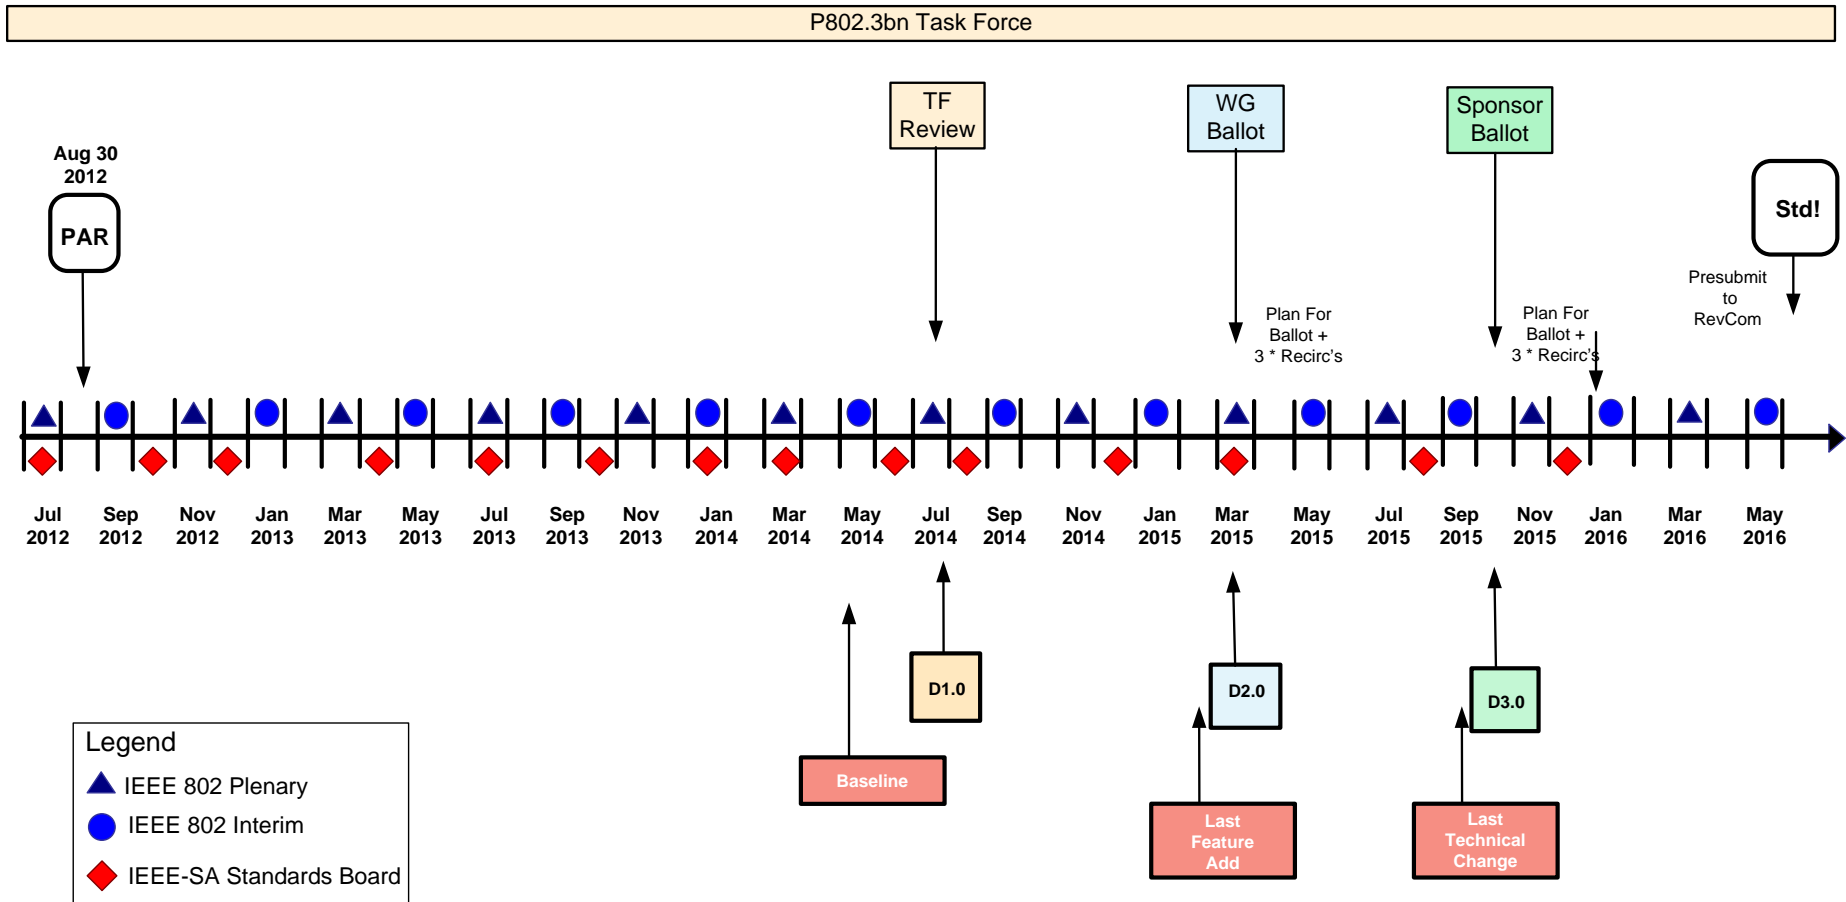 P802.3bn Task Force
TF
Review
WG
Ballot
Sponsor
Ballot
Aug 30
2012
PAR
Std!
Presubmit
to
RevCom
Plan For
Ballot +
3 * Recirc's
Plan For
Ballot +
3 * Recirc's
Jul
2012
Sep
2012
Nov
2012
Jan
2013
Mar
2013
May
2013
Jul
2013
Sep
2013
Nov
2013
Jan
2014
Mar
2014
May
2014
Jul
2014
Sep
2014
Nov
2014
Jan
2015
Mar
2015
May
2015
Jul
2015
Sep
2015
Nov
2015
Jan
2016
Mar
2016
May
2016
D1.0
D2.0
D3.0
Baseline
Last
Feature
Add
Last
Technical
Change
Legend
IEEE 802 Plenary
IEEE 802 Interim
IEEE-SA Standards Board